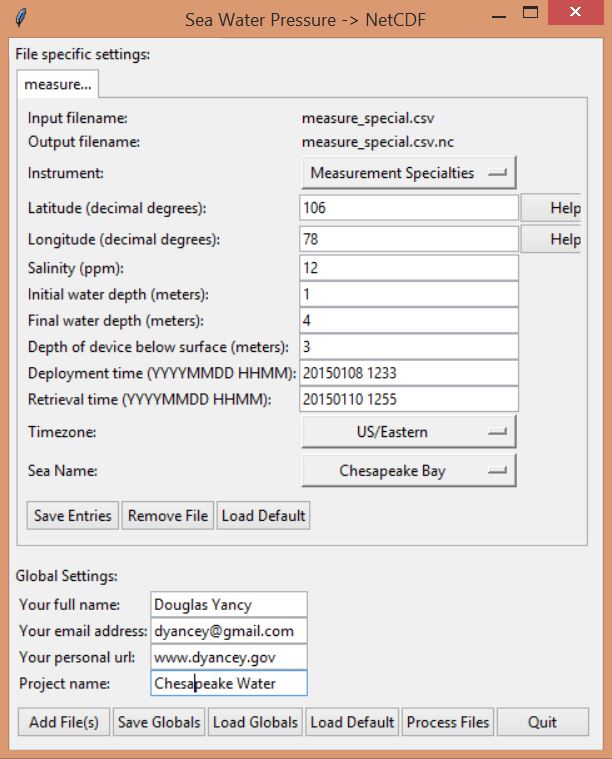 Sea Water Pressure -> NetCDF
File specific settings:
measure...
Input filename: measure_special.csv
Output filename: measure_special.csv.nc
Instrument: Measurement Specialties
Latitude (decimal degrees): 106 Help
Longitude (decimal degrees): 78 Help
Salinity (ppm): 12
Initial water depth (meters): 1
Final water depth (meters): 4
Depth of device below surface (meters): 3
Deployment time (YYYYMMDD HHMM): 20150108 1233
Retrieval time (YYYYMMDD HHMM): 20150110 1255
Timezone: US/Eastern
Sea Name: Chesapeake Bay
Save Entries Remove File Load Default
Global Settings:
Your full name: Douglas Yancy
Your email address: dyancey@gmail.com
Your personal url: www.dyancey.gov
Project name: Chesapeake Water
Add File(s) Save Globals Load Globals Load Default Process Files Quit